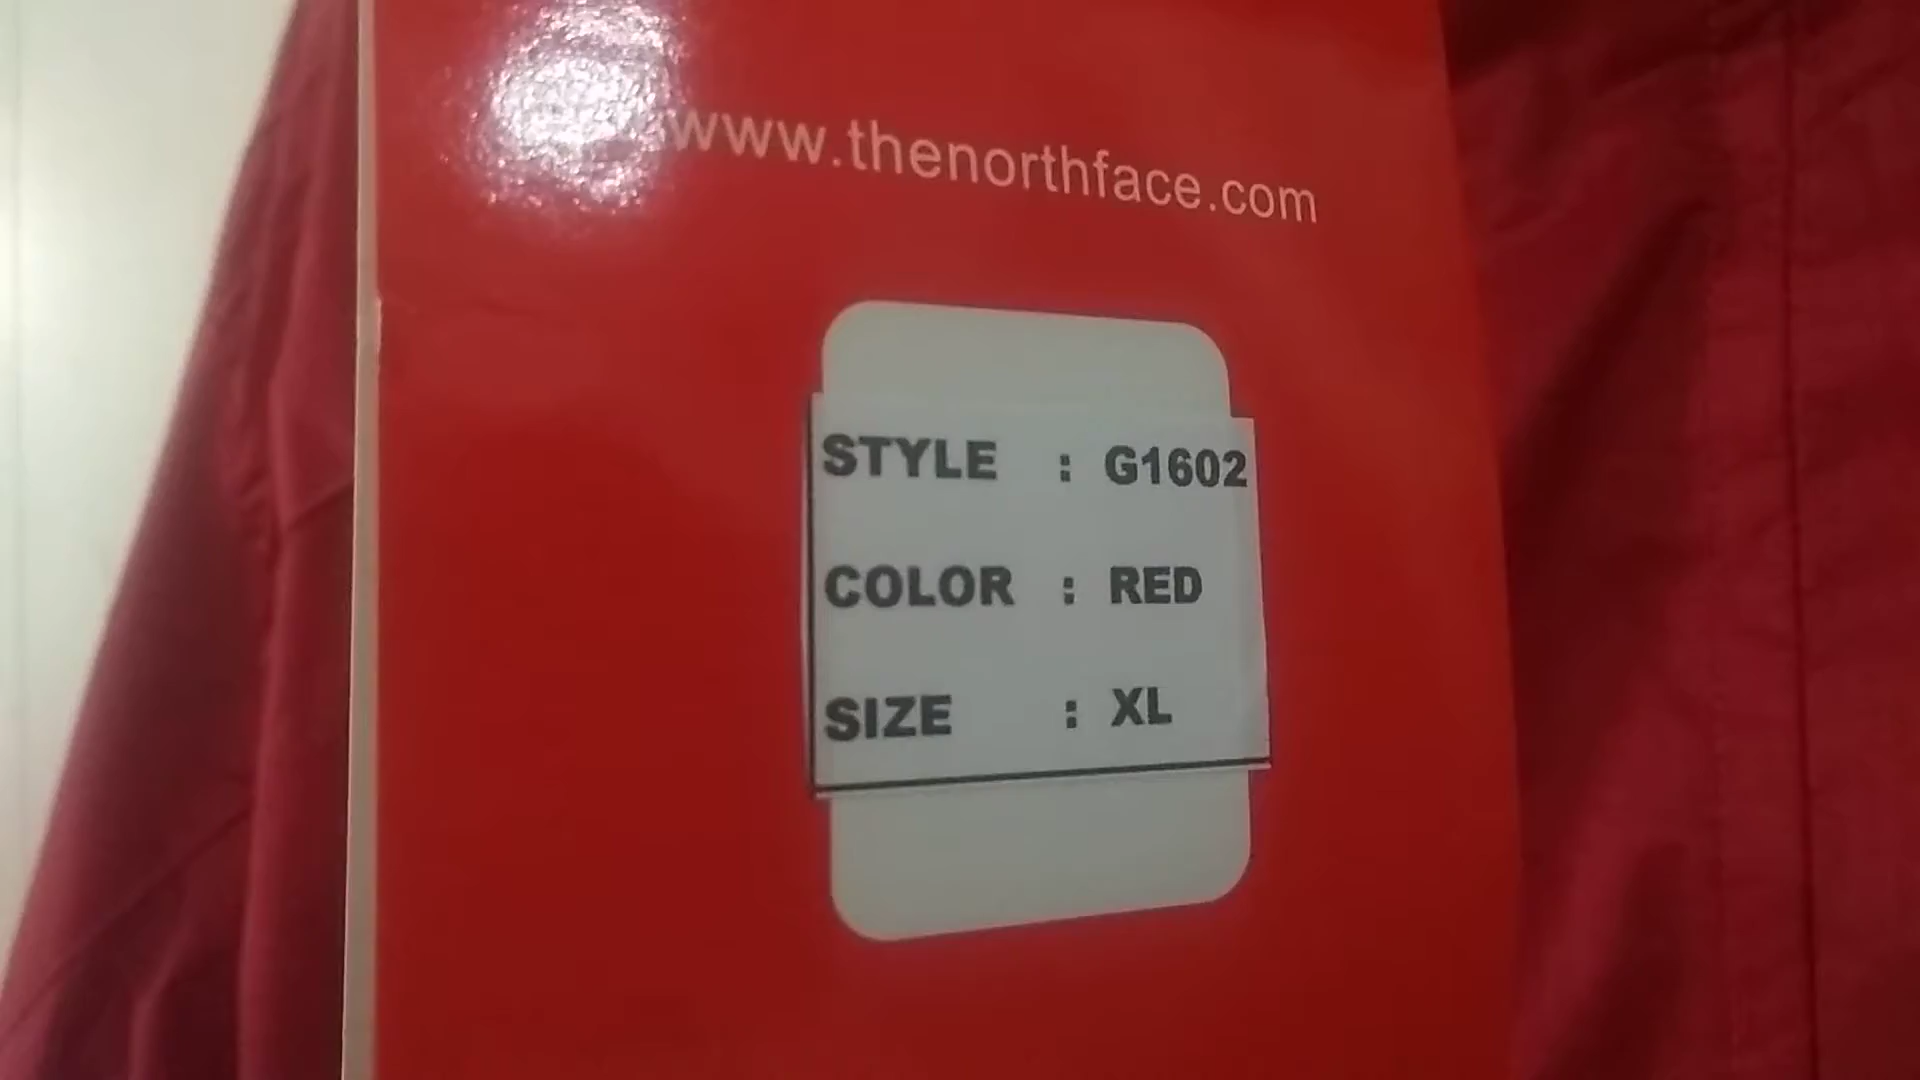 www.thenorthface.com
STYLE : G1602
COLOR : RED
SIZE : XL